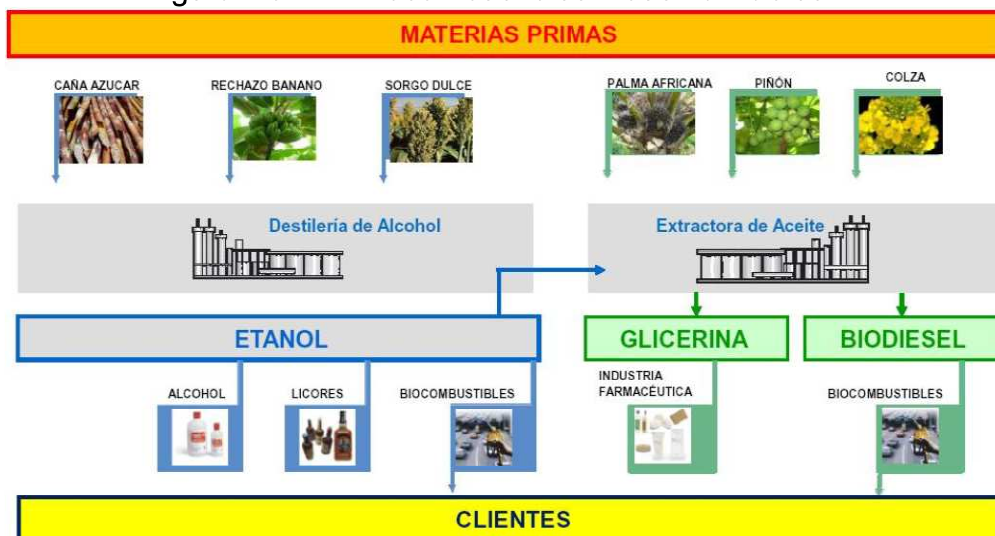 MATERIAS PRIMAS
CAÑA AZUCAR
RECHAZO BANANO
SORGO DULCE
PALMA AFRICANA
PIÑÓN
COLZA
Destilería de Alcohol
Extractora de Aceite
ETANOL
GLICERINA
BIODIESEL
ALCOHOL
LICORES
BIOCOMBUSTIBLES
INDUSTRIA
FARMACÉUTICA
BIOCOMBUSTIBLES
CLIENTES